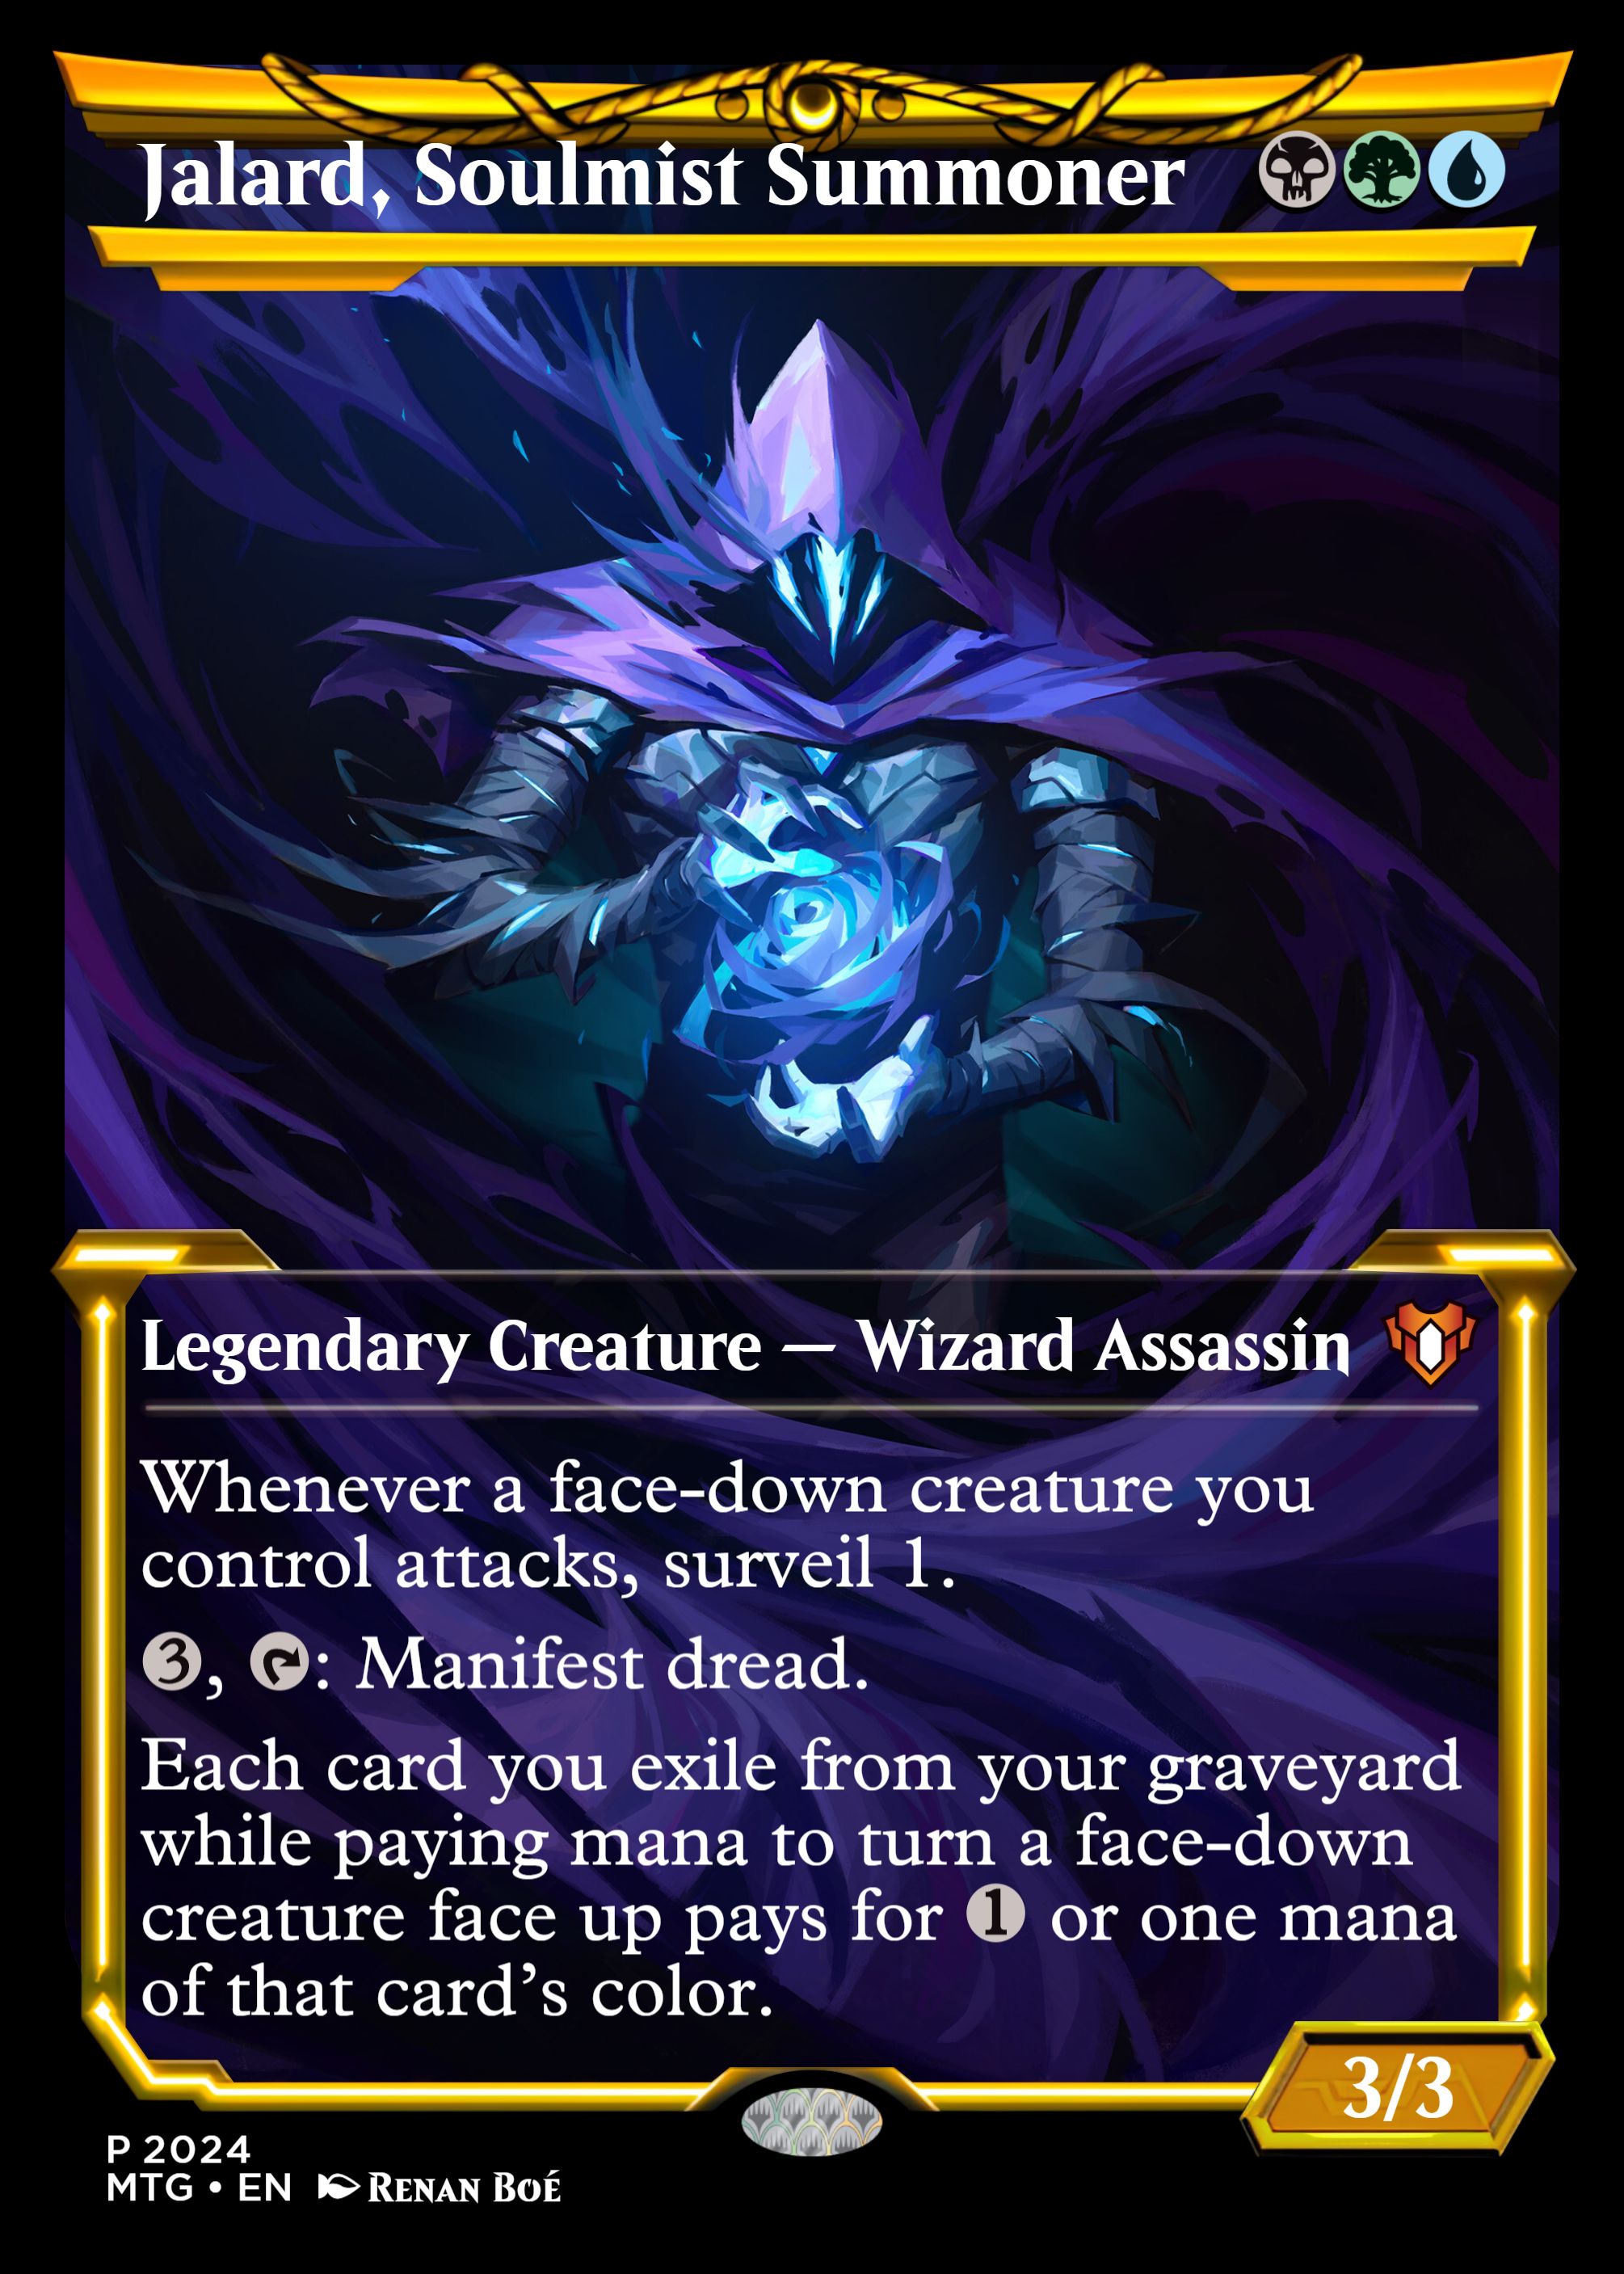 Jalard, Soulmist Summoner
Legendary Creature — Wizard Assassin
Whenever a face-down creature you
control attacks, surveil 1.
3, : Manifest dread.
Each card you exile from your graveyard
while paying mana to turn a face-down
creature face up pays for 1 or one mana
of that card’s color.
3/3
P 2024
MTG • EN Renan Boé